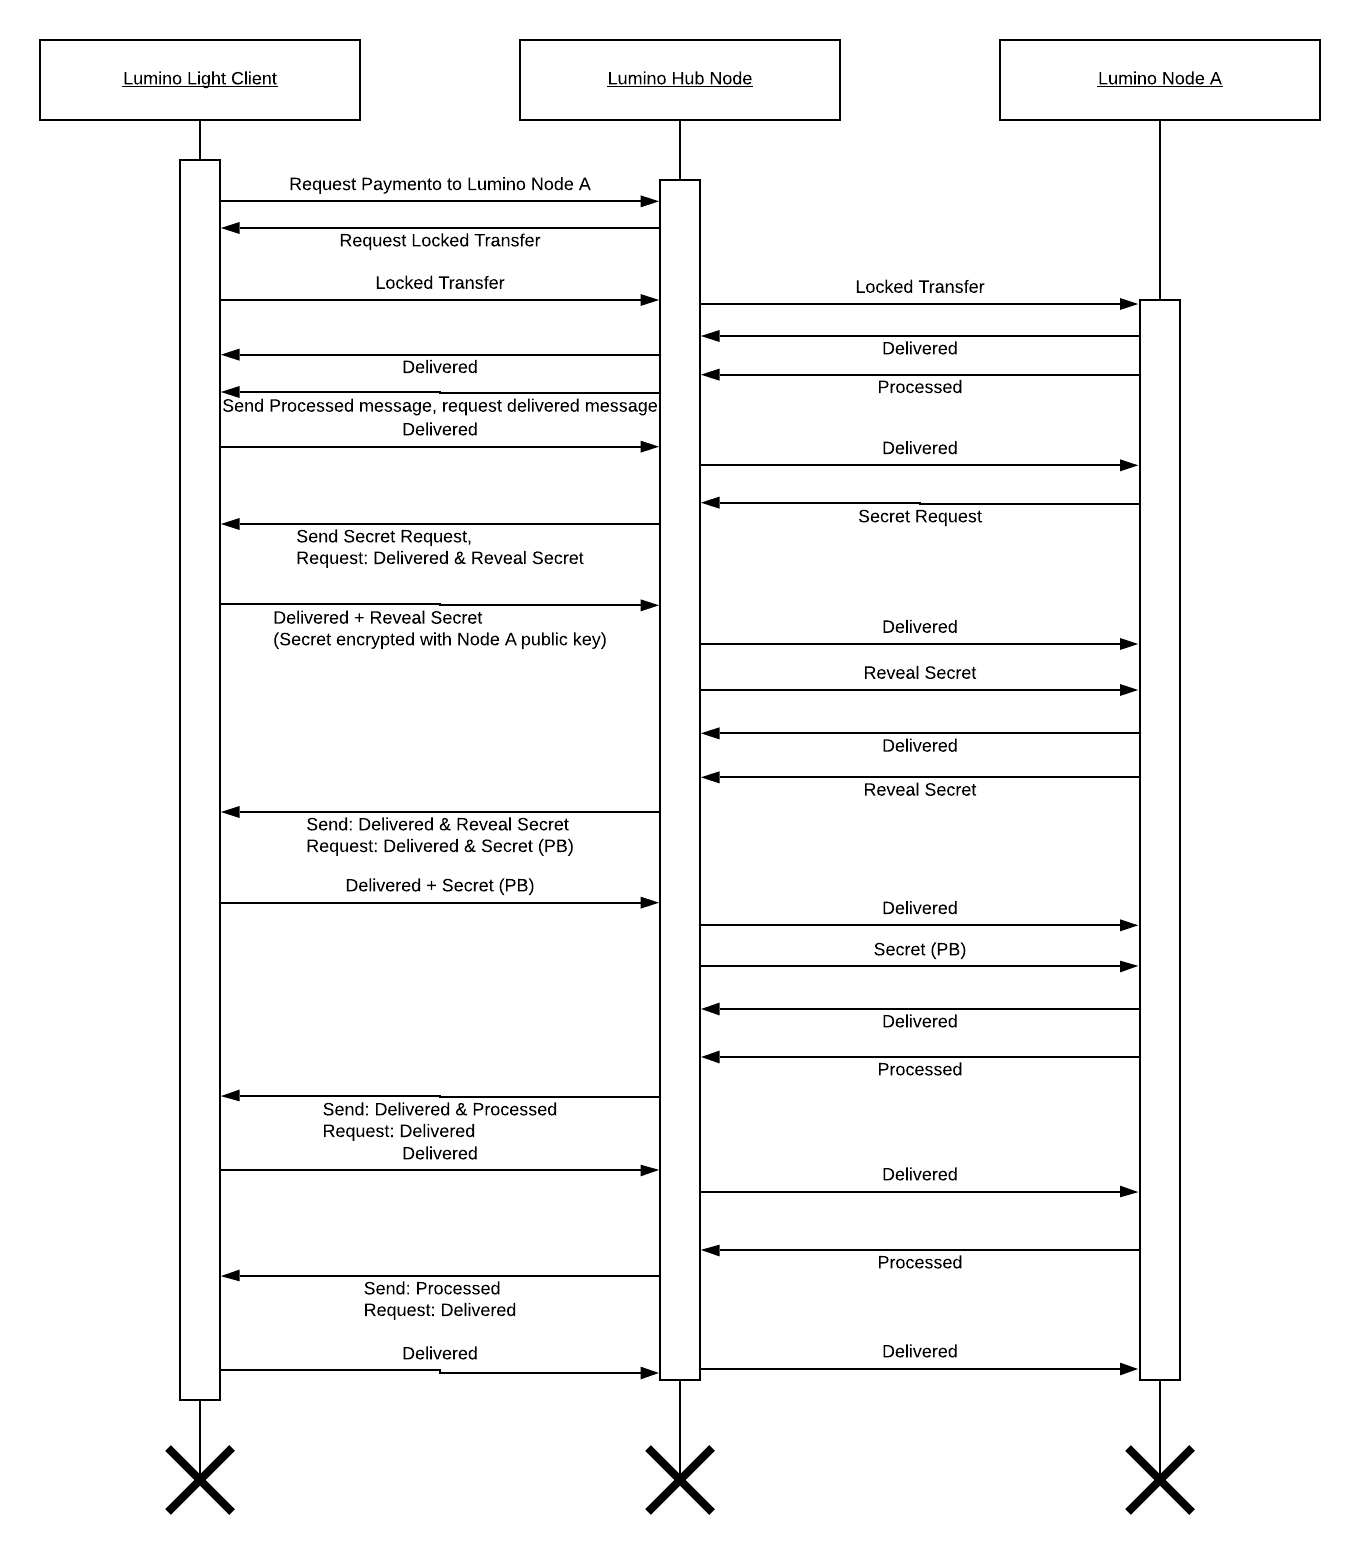 Lumino Light Client
Lumino Hub Node
Lumino Node A
Request Paymento to Lumino Node A
Request Locked Transfer
Locked Transfer
Locked Transfer
Delivered
Delivered
Processed
Send Processed message, request delivered message
Delivered
Delivered
Secret Request
Send Secret Request,
Request: Delivered & Reveal Secret
Delivered + Reveal Secret
(Secret encrypted with Node A public key)
Delivered
Reveal Secret
Delivered
Reveal Secret
Send: Delivered & Reveal Secret
Request: Delivered & Secret (PB)
Delivered + Secret (PB)
Delivered
Secret (PB)
Delivered
Processed
Send: Delivered & Processed
Request: Delivered
Delivered
Delivered
Processed
Send: Processed
Request: Delivered
Delivered
Delivered